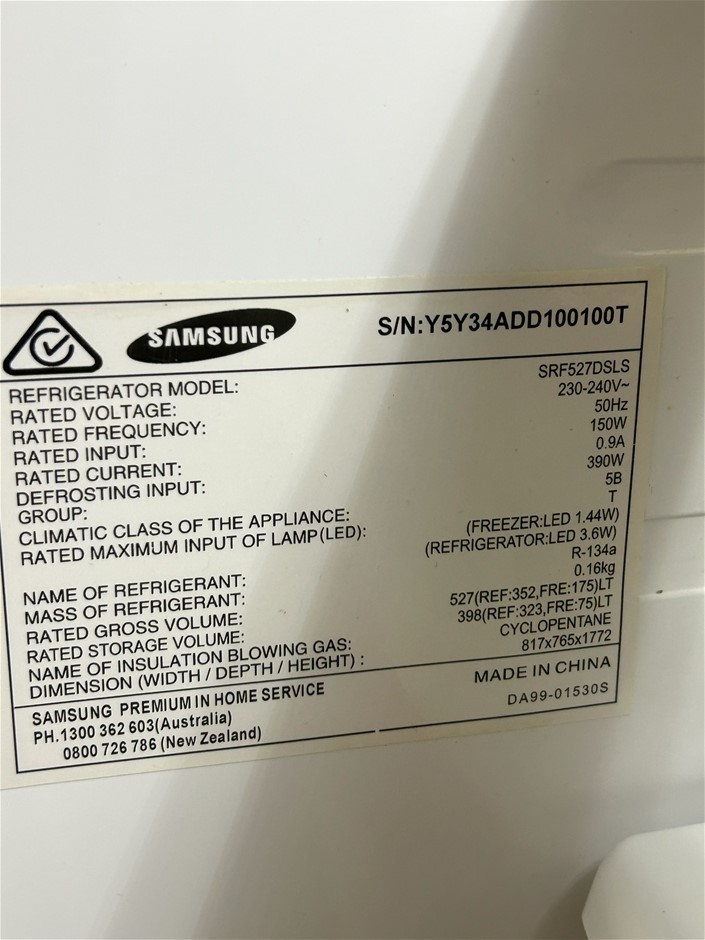 SAMSUNG S/N:Y5Y34ADD100100T
REFRIGERATOR MODEL: SRF527DSLS
RATED VOLTAGE: 230-240V~
RATED FREQUENCY: 50Hz
RATED INPUT: 150W
RATED CURRENT: 0.9A
DEFROSTING INPUT: 390W
GROUP: 5B
CLIMATIC CLASS OF THE APPLIANCE: T
RATED MAXIMUM INPUT OF LAMP(LED): (FREEZER:LED 1.44W)
(REFRIGERATOR:LED 3.6W)
NAME OF REFRIGERANT: R-134a
MASS OF REFRIGERANT: 0.16kg
RATED GROSS VOLUME: 527(REF:352,FRE:175)LT
RATED STORAGE VOLUME: 398(REF:323,FRE:75)LT
NAME OF INSULATION BLOWING GAS: CYCLOPENTANE
DIMENSION (WIDTH / DEPTH / HEIGHT) : 817x765x1772
SAMSUNG PREMIUM IN HOME SERVICE MADE IN CHINA
PH.1300 362 603(Australia) DA99-01530S
0800 726 786 (New Zealand)